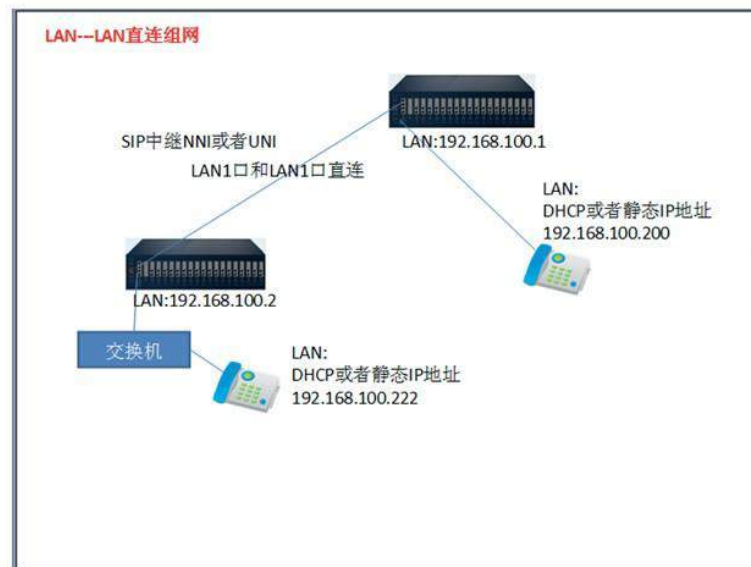 LAN---LAN直连组网
SIP中继NNI或者UNI
LAN1口和LAN1口直连
LAN:192.168.100.1
LAN:
DHCP或者静态IP地址
192.168.100.200
LAN:192.168.100.2
交换机
LAN:
DHCP或者静态IP地址
192.168.100.222